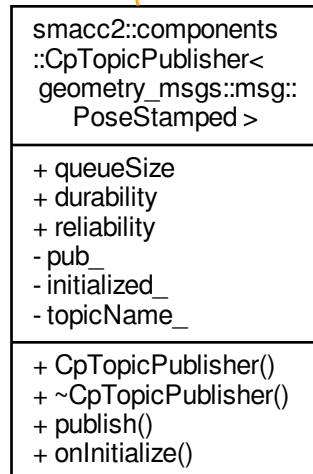 smacc2::components
::CpTopicPublisher<
geometry_msgs::msg::
PoseStamped >
+ queueSize
+ durability
+ reliability
- pub_
- initialized_
- topicName_
+ CpTopicPublisher()
+ ~CpTopicPublisher()
+ publish()
+ onInitialize()